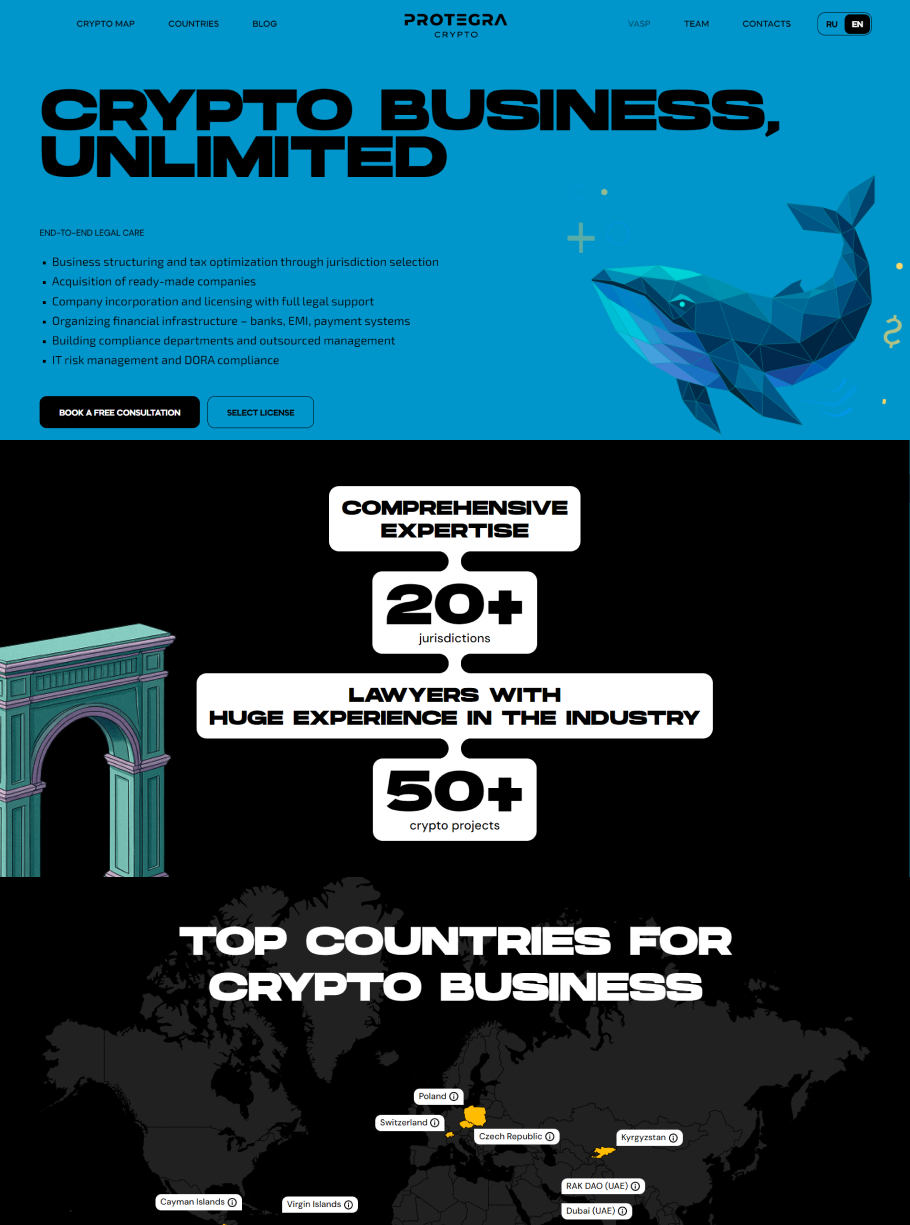 CRYPTO MAP COUNTRIES BLOG PROTEGRA CRYPTO VASP TEAM CONTACTS RU EN
CRYPTO BUSINESS,
UNLIMITED
END-TO-END LEGAL CARE
▪ Business structuring and tax optimization through jurisdiction selection
▪ Acquisition of ready-made companies
▪ Company incorporation and licensing with full legal support
▪ Organizing financial infrastructure – banks, EMI, payment systems
▪ Building compliance departments and outsourced management
▪ IT risk management and DORA compliance
BOOK A FREE CONSULTATION SELECT LICENSE
COMPREHENSIVE
EXPERTISE
20+
jurisdictions
LAWYERS WITH
HUGE EXPERIENCE IN THE INDUSTRY
50+
crypto projects
TOP COUNTRIES FOR
CRYPTO BUSINESS
Poland
Switzerland
Czech Republic
Kyrgyzstan
RAK DAO (UAE)
Cayman Islands
Virgin Islands
Dubai (UAE)